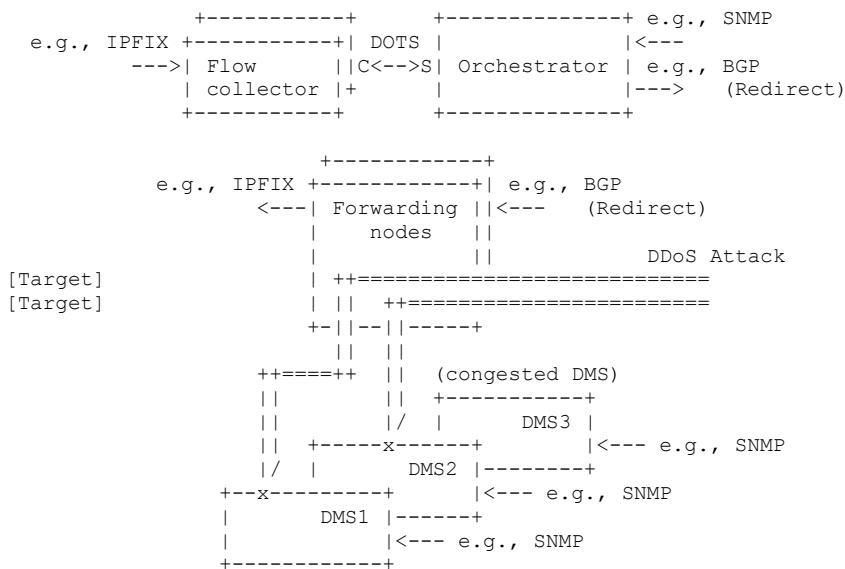 e.g., SNMP
e.g., IPFIX DOTS
Flow C<-->S Orchestrator e.g., BGP
collector (Redirect)
e.g., IPFIX e.g., BGP
Forwarding (Redirect)
nodes
DDoS Attack
[Target]
[Target]
(congested DMS)
DMS3
x e.g., SNMP
DMS2
x e.g., SNMP
DMS1
e.g., SNMP